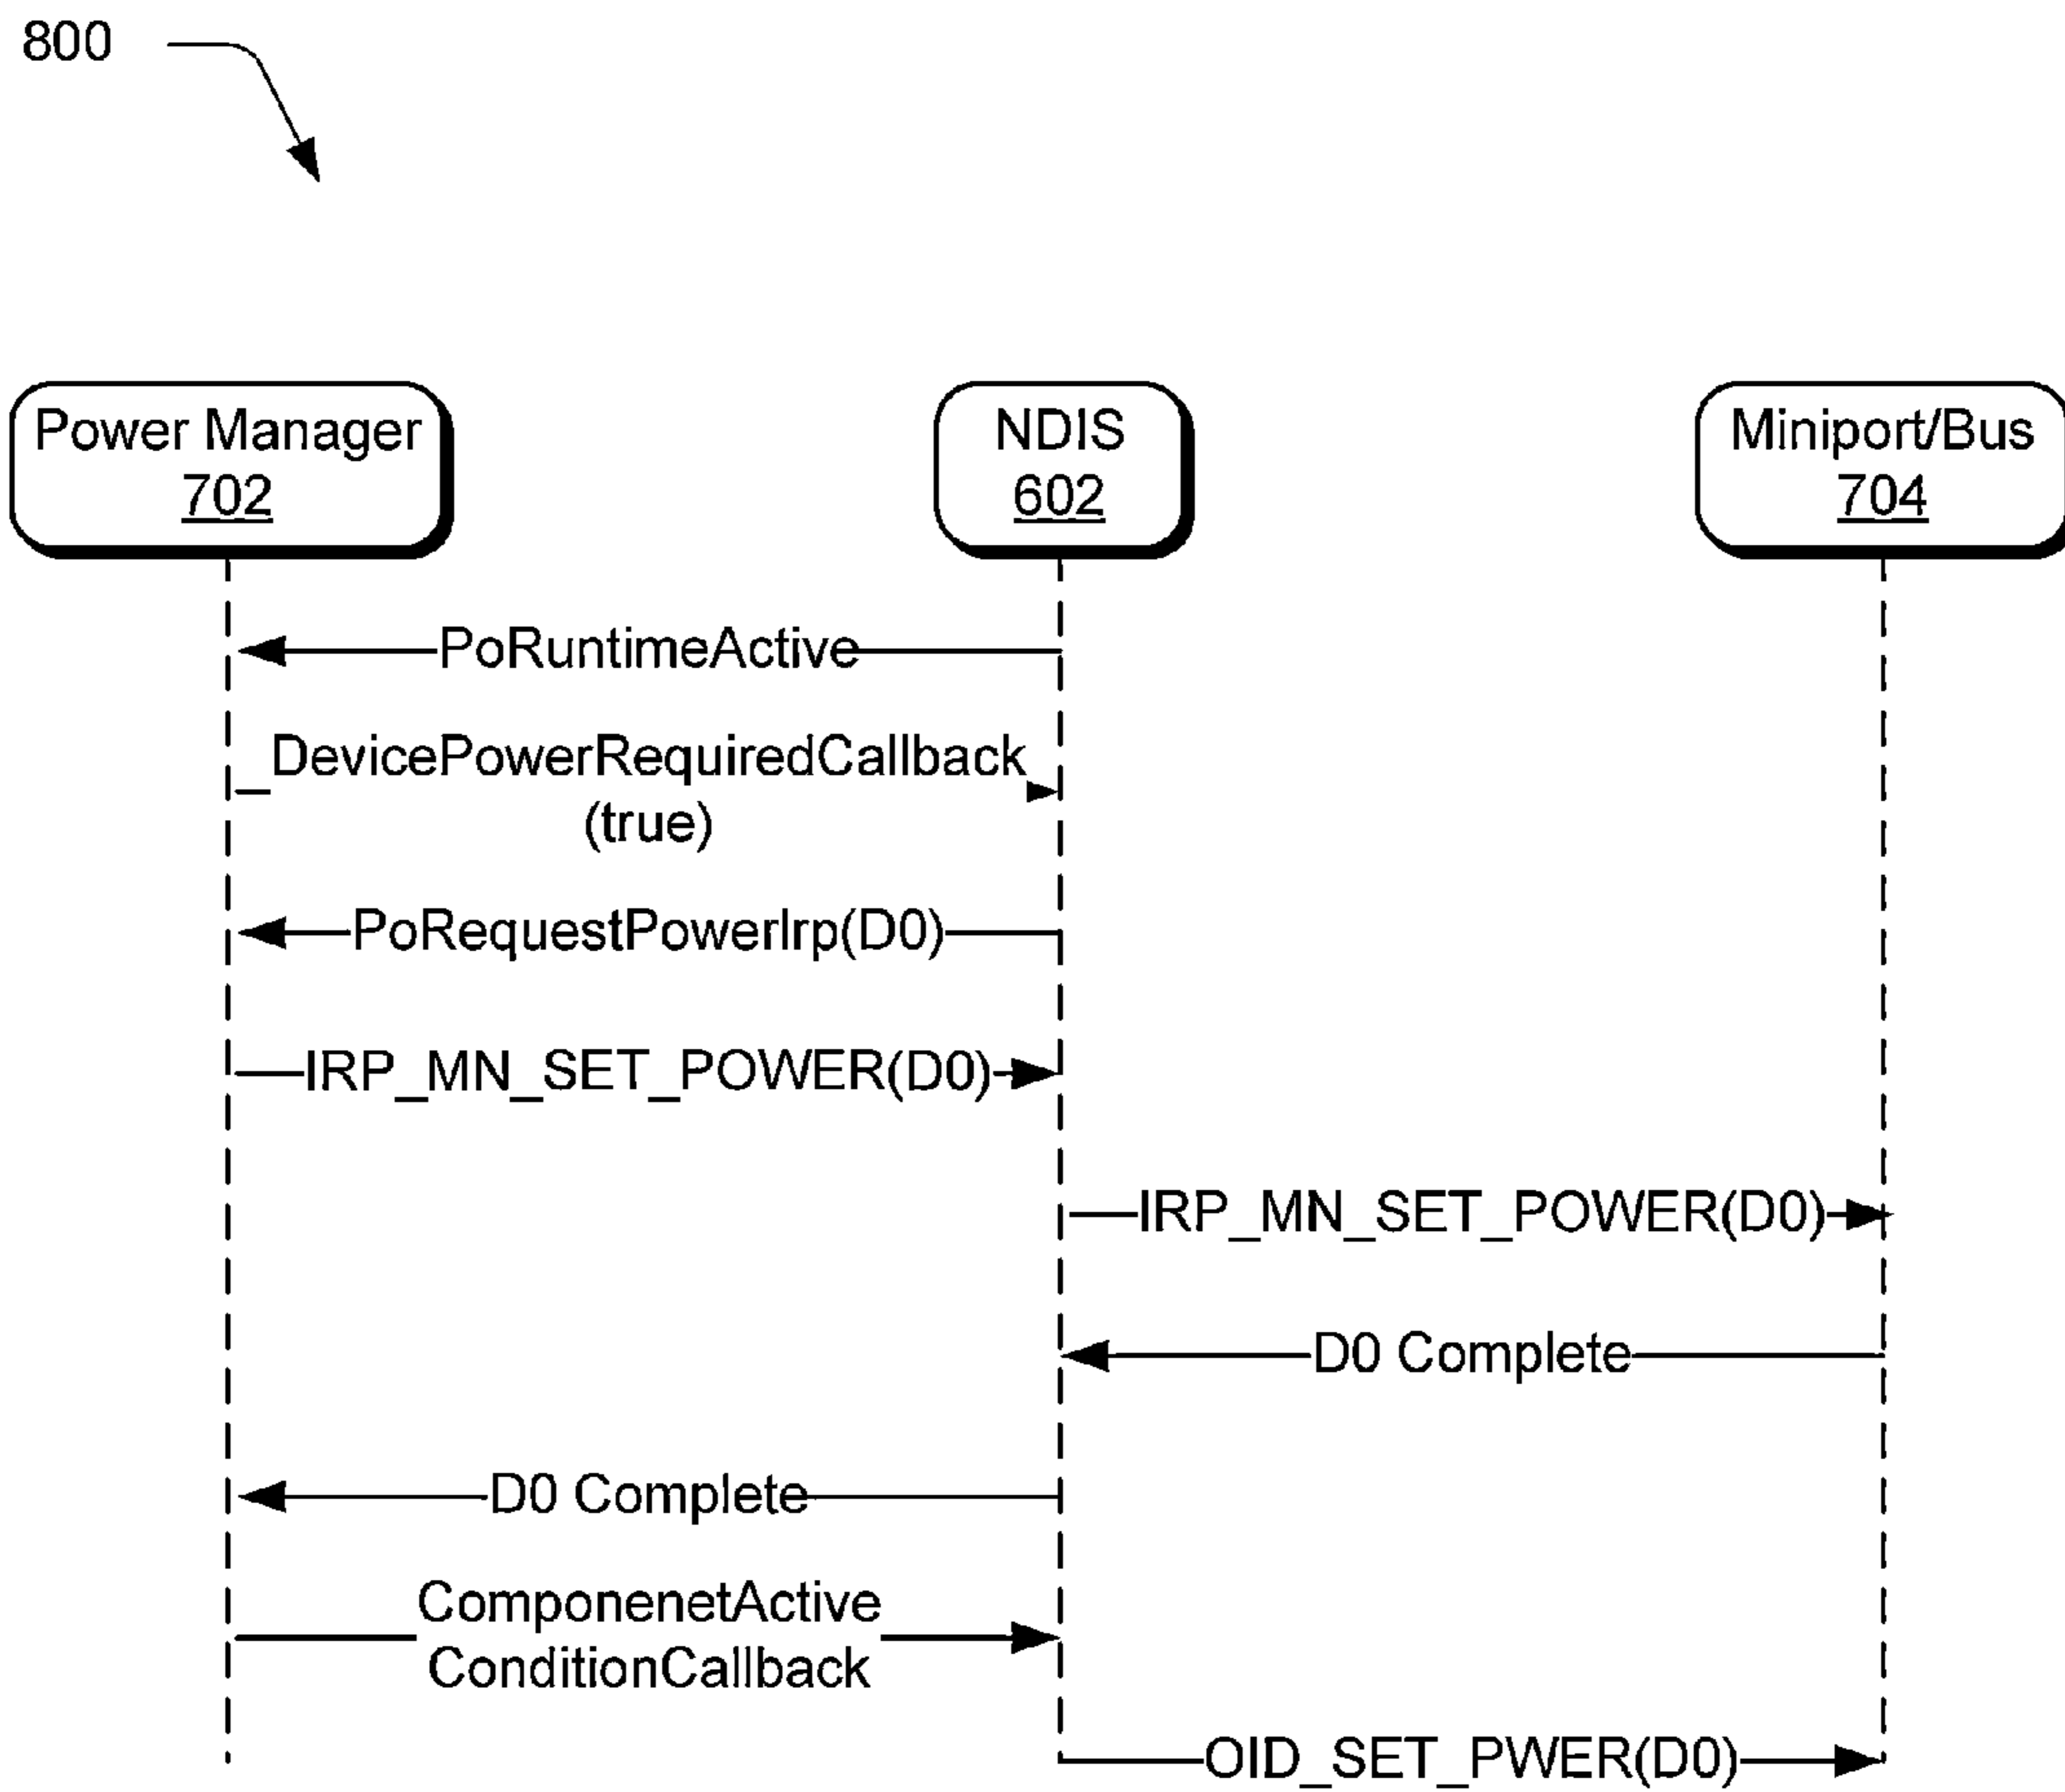 800
Power Manager
702
NDIS
602
Miniport/Bus
704
PoRuntimeActive
DevicePowerRequiredCallback
(true)
PoRequestPowerIrp(D0)
IRP_MN_SET_POWER(D0)
IRP_MN_SET_POWER(D0)
D0 Complete
D0 Complete
ComponenetActive
ConditionCallback
OID_SET_PWER(D0)